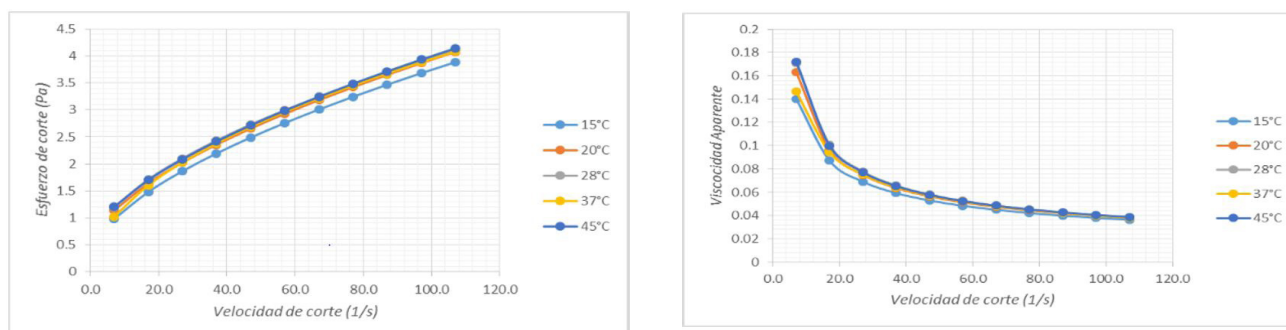 4.5
4
3.5
3
2.5
2
1.5
1
0.5
0
Esfuerzo de corte (Pa)
0.0 20.0 40.0 60.0 80.0 100.0 120.0
Velocidad de corte (1/s)
15°C
20°C
28°C
37°C
45°C
0.2
0.18
0.16
0.14
0.12
0.1
0.08
0.06
0.04
0.02
0
Viscocidad Aparente
0.0 20.0 40.0 60.0 80.0 100.0 120.0
Velocidad de corte (1/s)
15°C
20°C
28°C
37°C
45°C